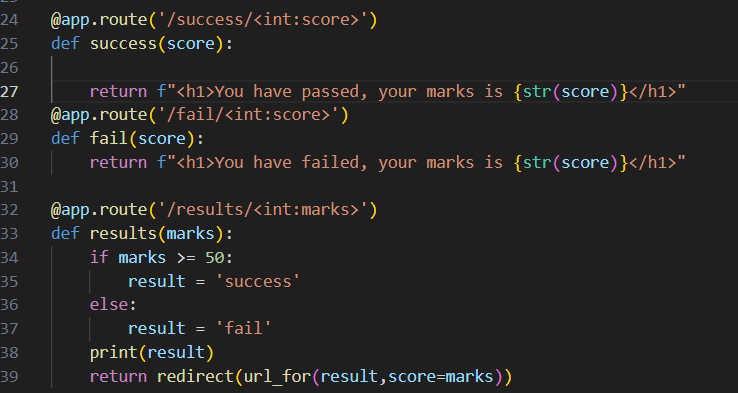 24 @app.route('/success/<int:score>')
25 def success(score):
26
27     return f"<h1>You have passed, your marks is {str(score)}</h1>"
28 @app.route('/fail/<int:score>')
29 def fail(score):
30     return f"<h1>You have failed, your marks is {str(score)}</h1>"
31
32 @app.route('/results/<int:marks>')
33 def results(marks):
34     if marks >= 50:
35         result = 'success'
36     else:
37         result = 'fail'
38     print(result)
39     return redirect(url_for(result,score=marks))